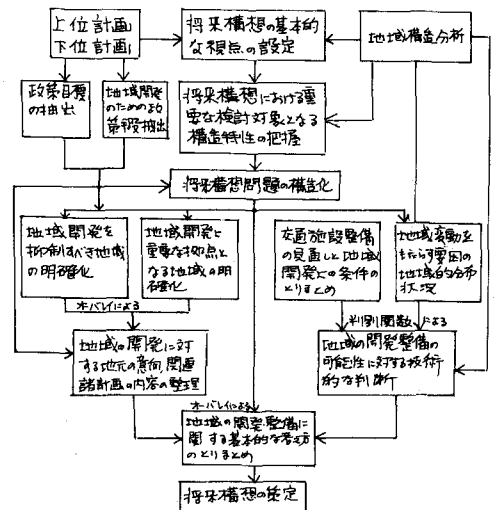 上位計画
下位計画
将来構想の基本的
な視点の設定
地域構造分析
政策目標
の抽出
地域開発
のための政
策手段抽出
将来構想における重
要な検討対象となる
構造特性の把握
将来構想問題の構造化
地域開発を
抑制すべき地域
の明確化
地域開発に
重要な拠点と
なる地域の明
確化
交通施設整備
の見直しと地域
開発との条件の
とりまとめ
地域変動を
もたらす要因の
地域的分布
状況
オーバレイによる
判別関数による
地域の開発に対
する地元の意向、関連
諸計画の内容の整理
地域の開発整備の
可能性に対する技術
的な判断
オーバレイによる
地域の開発整備に
関する基本的な考え方
のとりまとめ
将来構想の策定